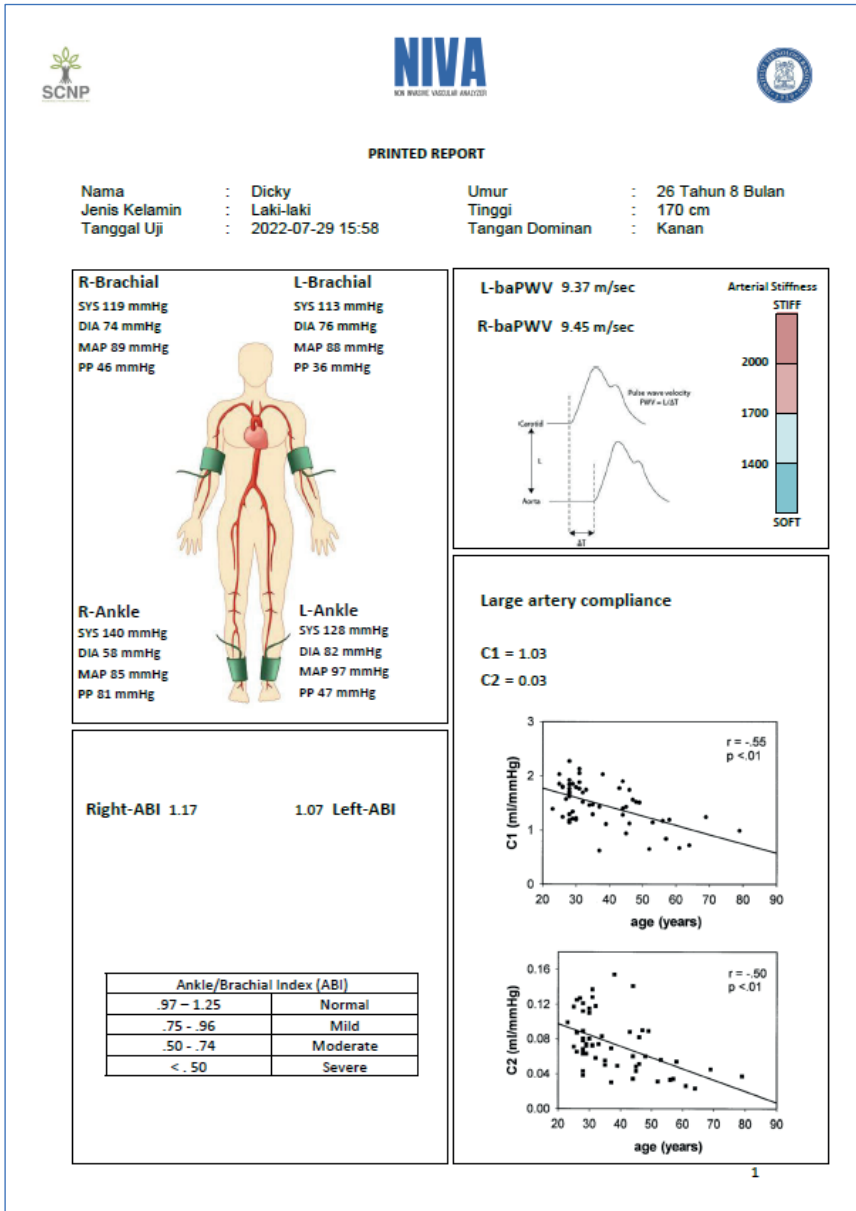 SCNP
NIVA
NON INVASIVE VASCULAR ANALYZER
PRINTED REPORT
Nama : Dicky
Jenis Kelamin : Laki-laki
Tanggal Uji : 2022-07-29 15:58
Umur : 26 Tahun 8 Bulan
Tinggi : 170 cm
Tangan Dominan : Kanan
R-Brachial
SYS 119 mmHg
DIA 74 mmHg
MAP 89 mmHg
PP 46 mmHg
L-Brachial
SYS 113 mmHg
DIA 76 mmHg
MAP 88 mmHg
PP 36 mmHg
R-Ankle
SYS 140 mmHg
DIA 58 mmHg
MAP 85 mmHg
PP 81 mmHg
L-Ankle
SYS 128 mmHg
DIA 82 mmHg
MAP 97 mmHg
PP 47 mmHg
L-baPWV 9.37 m/sec
R-baPWV 9.45 m/sec
Arterial Stiffness
STIFF
2000
1700
1400
SOFT
Pulse wave velocity
PWV = L/ΔT
Carotid
L
Aorta
ΔT
Right-ABI 1.17
1.07 Left-ABI
Ankle/Brachial Index (ABI)
.97 – 1.25 Normal
.75 - .96 Mild
.50 - .74 Moderate
< . 50 Severe
Large artery compliance
C1 = 1.03
C2 = 0.03
r = -.55
p <.01
C1 (ml/mmHg)
3
2
1
0
20 30 40 50 60 70 80 90
age (years)
r = -.50
p <.01
C2 (ml/mmHg)
0.16
0.12
0.08
0.04
0.00
20 30 40 50 60 70 80 90
age (years)
1